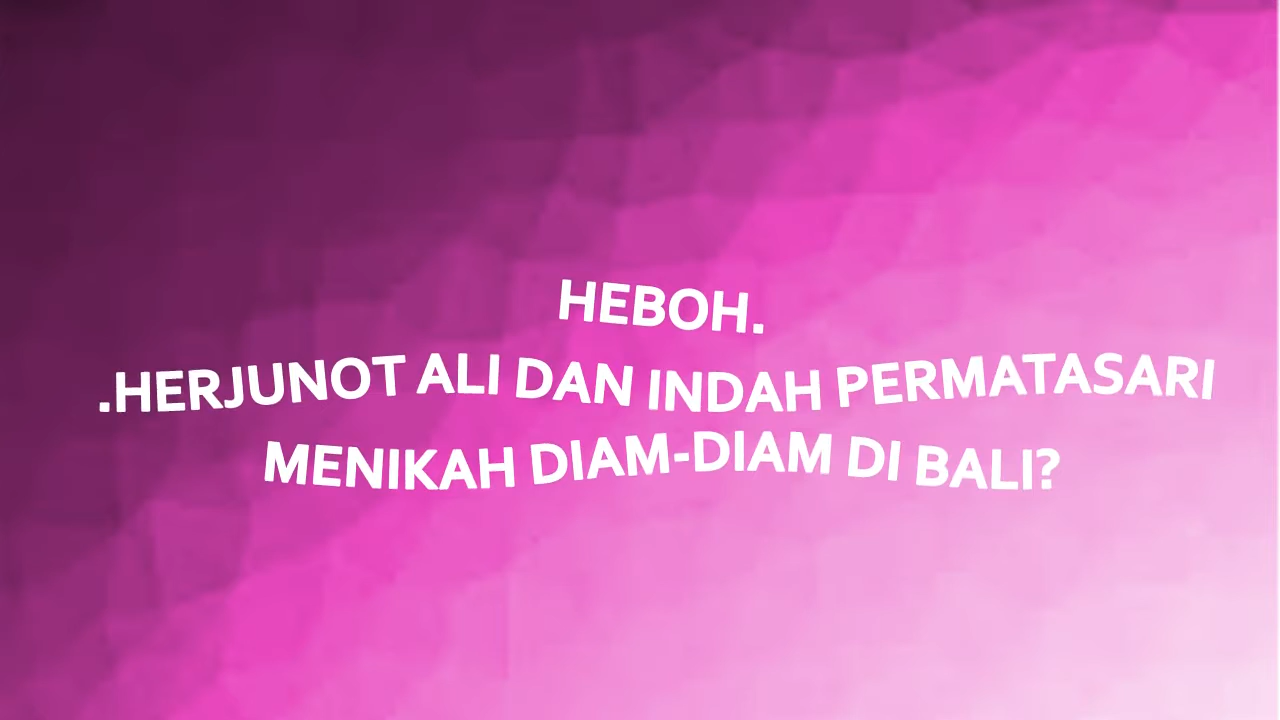 HEBOH.
.HERJUNOT ALI DAN INDAH PERMATASARI
MENIKAH DIAM-DIAM DI BALI?